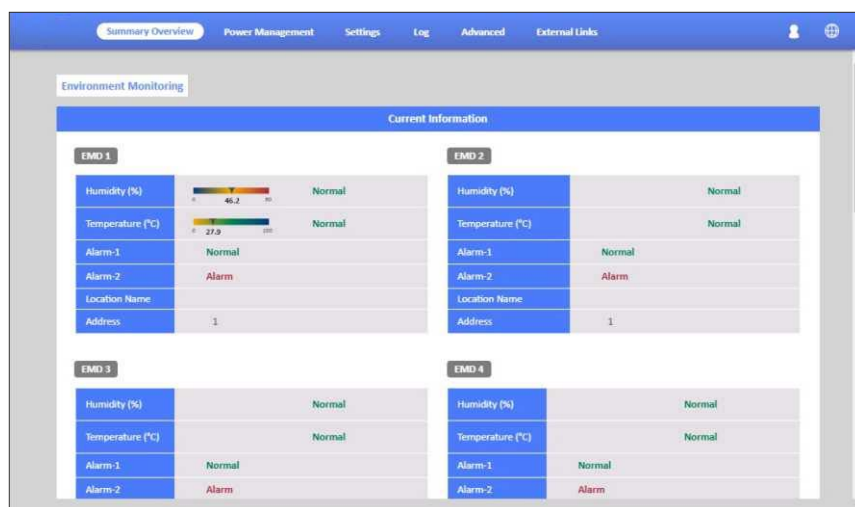 Summary Overview Power Management Settings Log Advanced External Links
Environment Monitoring
Current Information
EMD 1
Humidity (%) 46.2 Normal
Temperature (°C) 0 27.9 100 Normal
Alarm-1 Normal
Alarm-2 Alarm
Location Name
Address 1
EMD 2
Humidity (%) Normal
Temperature (°C) Normal
Alarm-1 Normal
Alarm-2 Alarm
Location Name
Address 1
EMD 3
Humidity (%) Normal
Temperature (°C) Normal
Alarm-1 Normal
Alarm-2 Alarm
EMD 4
Humidity (%) Normal
Temperature (°C) Normal
Alarm-1 Normal
Alarm-2 Alarm